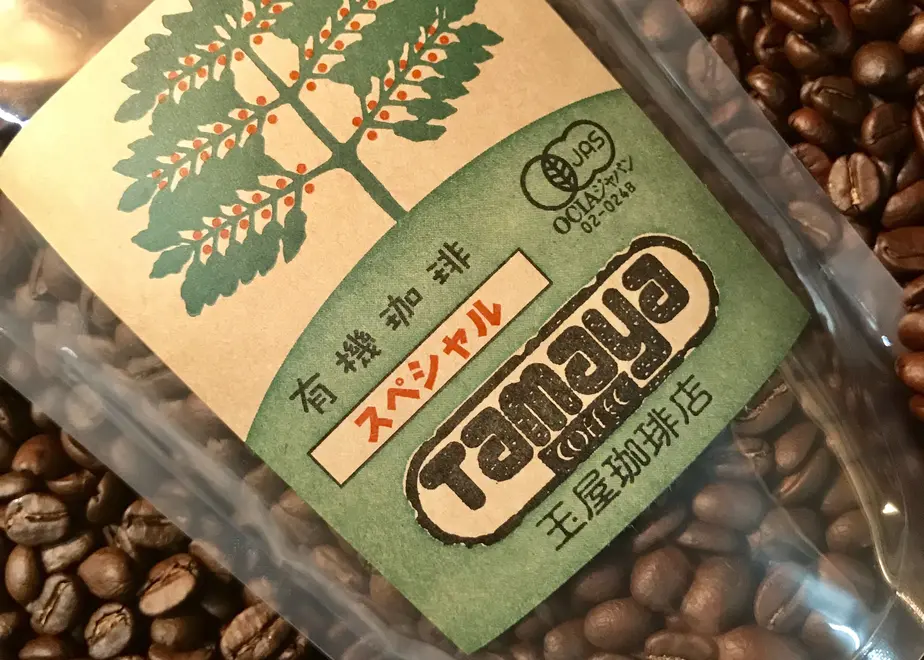 JAS
OCIAジャパン
02-0248
有機珈琲
スペシャル
Tamaya
COFFEE
玉屋珈琲店